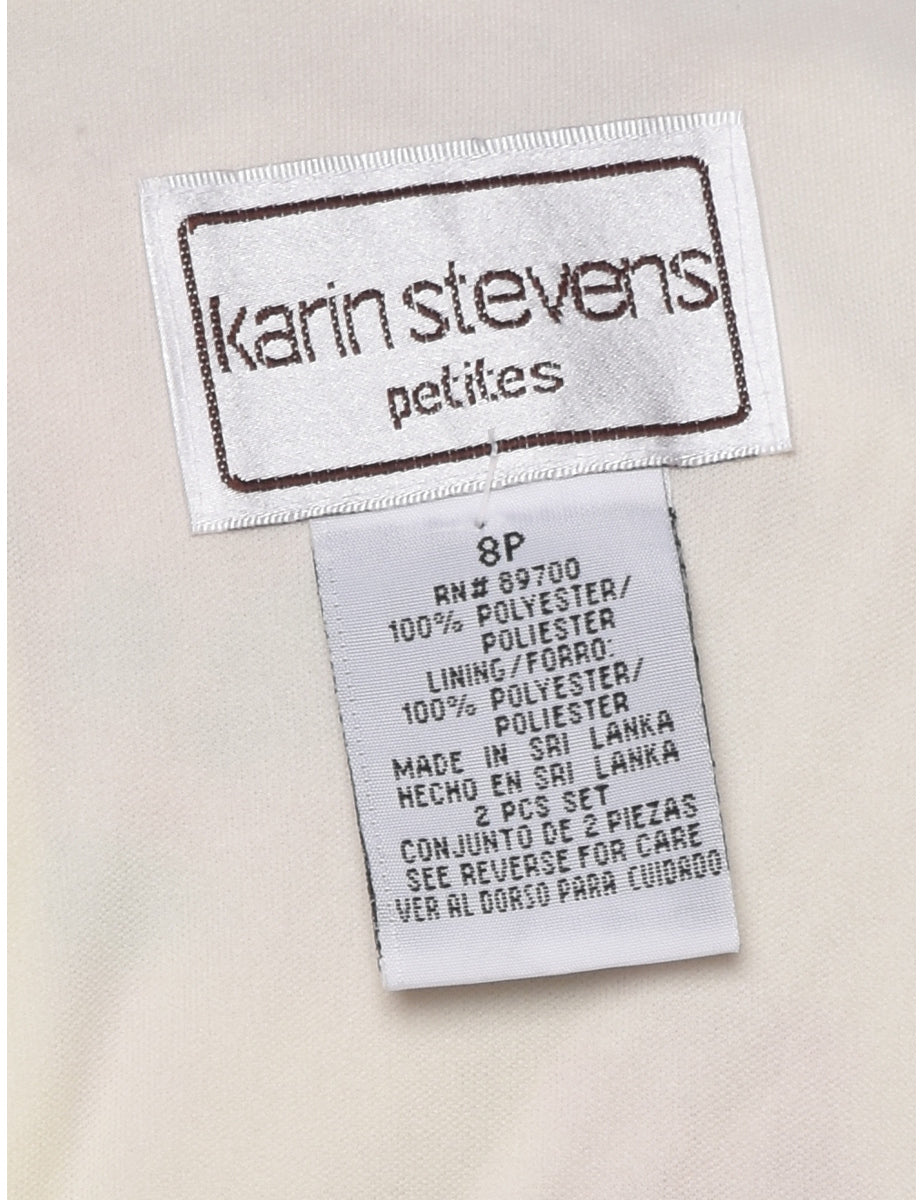 karin stevens
petites
8P
RN# 89700
100% POLYESTER/
POLIESTER
LINING/FORRO:
100% POLYESTER/
POLIESTER
MADE IN SRI LANKA
HECHO EN SRI LANKA
2 PCS SET
CONJUNTO DE 2 PIEZAS
SEE REVERSE FOR CARE
VER AL DORSO PARA CUIDADO